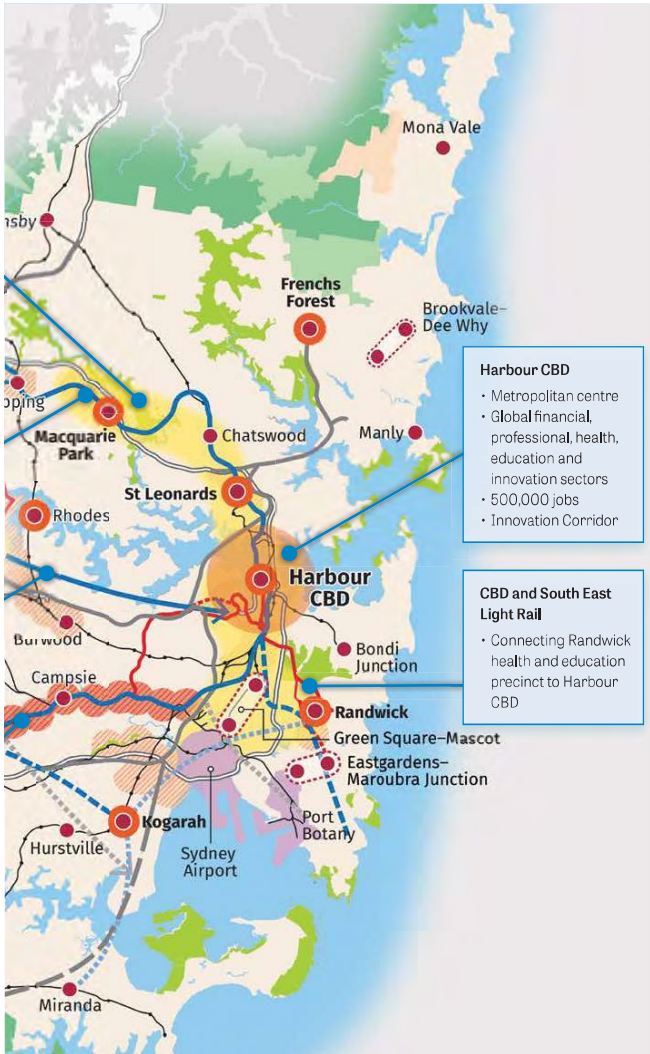 Mona Vale
nsby
Frenchs
Forest
Brookvale–
Dee Why
pping
Macquarie
Park
Chatswood
Manly
St Leonards
Rhodes
Harbour
CBD
Burwood
Bondi
Junction
Campsie
Randwick
Green Square–Mascot
Eastgardens–
Maroubra Junction
Kogarah
Port
Botany
Hurstville
Sydney
Airport
Miranda
Harbour CBD
· Metropolitan centre
· Global financial,
professional, health,
education and
innovation sectors
· 500,000 jobs
· Innovation Corridor
CBD and South East
Light Rail
· Connecting Randwick
health and education
precinct to Harbour
CBD